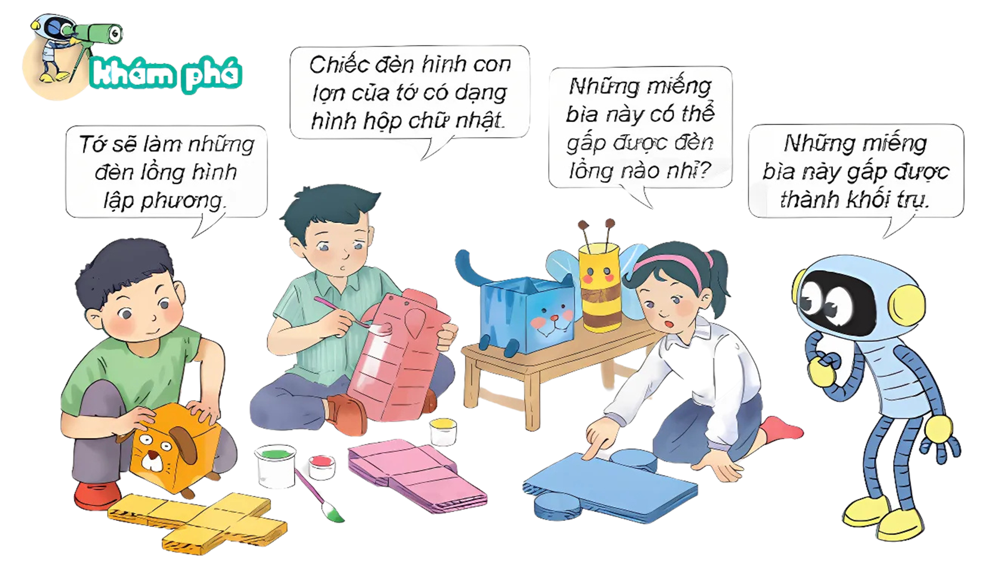 Khám phá
Tớ sẽ làm những
đèn lồng hình
lập phương.
Chiếc đèn hình con
lợn của tớ có dạng
hình hộp chữ nhật.
Những miếng
bìa này có thể
gấp được đèn
lồng nào nhỉ?
Những miếng
bìa này gấp được
thành khối trụ.